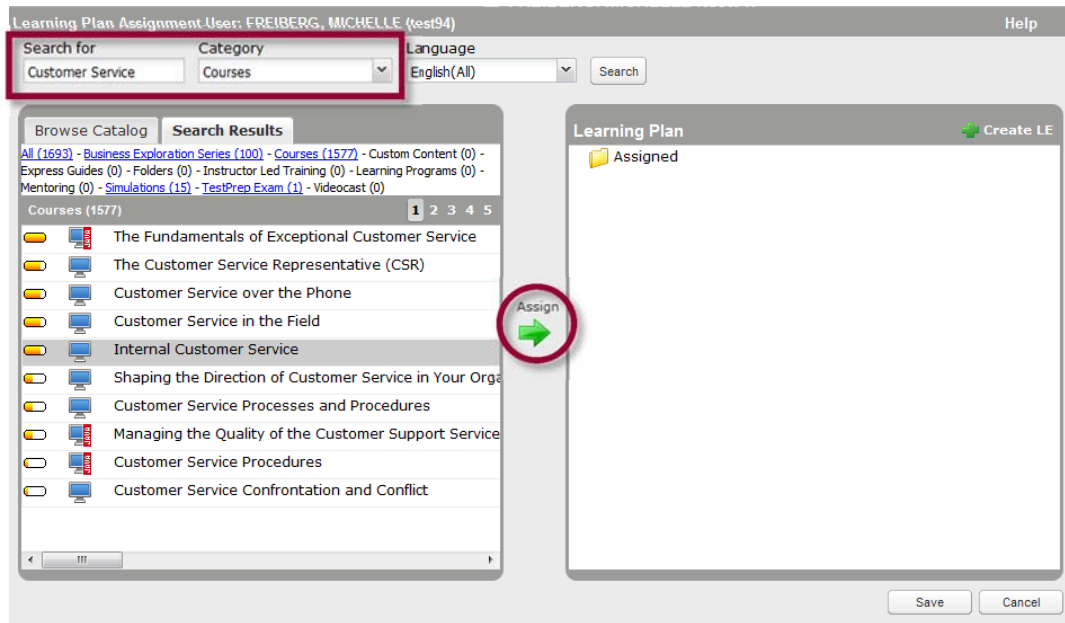 Learning Plan Assignment User: FREIBERG, MICHELLE (test94) Help
Search for Category Language
Customer Service Courses English(All) Search
Browse Catalog Search Results
All (1693) - Business Exploration Series (100) - Courses (1577) - Custom Content (0) -
Express Guides (0) - Folders (0) - Instructor Led Training (0) - Learning Programs (0) -
Mentoring (0) - Simulations (15) - TestPrep Exam (1) - Videocast (0)
Courses (1577) 1 2 3 4 5
JAVA The Fundamentals of Exceptional Customer Service
The Customer Service Representative (CSR)
Customer Service over the Phone
Customer Service in the Field
Internal Customer Service
Shaping the Direction of Customer Service in Your Orga
Customer Service Processes and Procedures
JAVA Managing the Quality of the Customer Support Service
JAVA Customer Service Procedures
Customer Service Confrontation and Conflict
Assign
Learning Plan Create LE
Assigned
Save Cancel